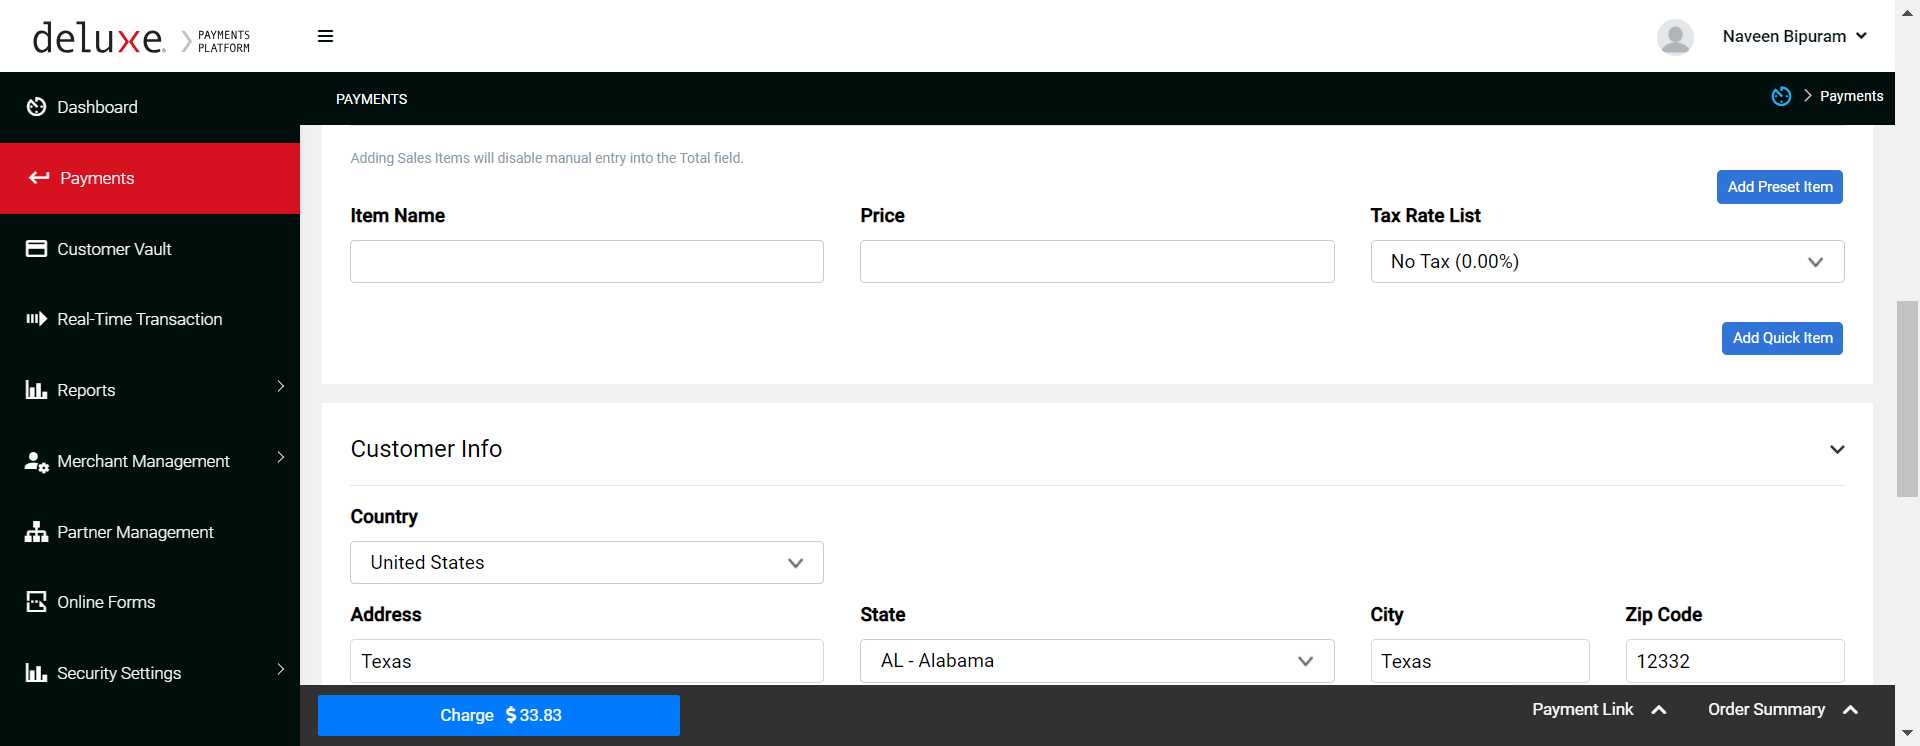 deluxe. PAYMENTS PLATFORM
Naveen Bipuram
Dashboard
Payments
Customer Vault
Real-Time Transaction
Reports
Merchant Management
Partner Management
Online Forms
Security Settings
PAYMENTS
Payments
Adding Sales Items will disable manual entry into the Total field.
Add Preset Item
Item Name Price Tax Rate List
No Tax (0.00%)
Add Quick Item
Customer Info
Country
United States
Address State City Zip Code
Texas AL - Alabama Texas 12332
Charge $ 33.83 Payment Link Order Summary